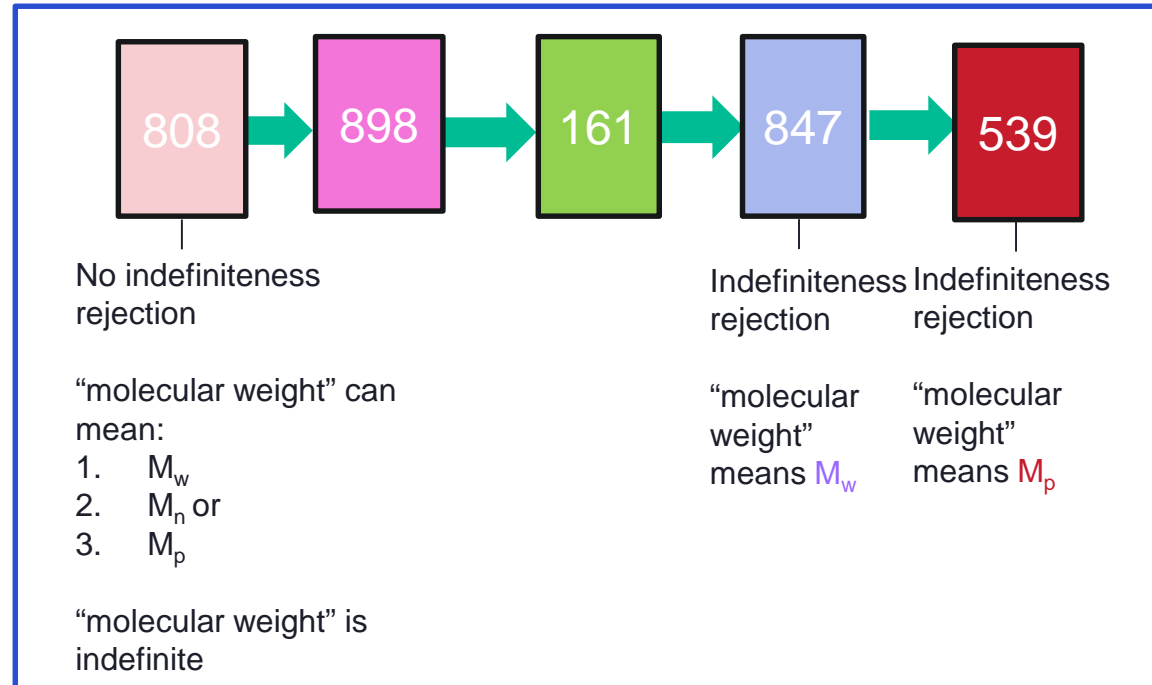 808
898
161
847
539
No indefiniteness
rejection
“molecular weight” can
mean:
1. Mw
2. Mn or
3. Mp
“molecular weight” is
indefinite
Indefiniteness
rejection
“molecular
weight”
means Mw
Indefiniteness
rejection
“molecular
weight”
means Mp